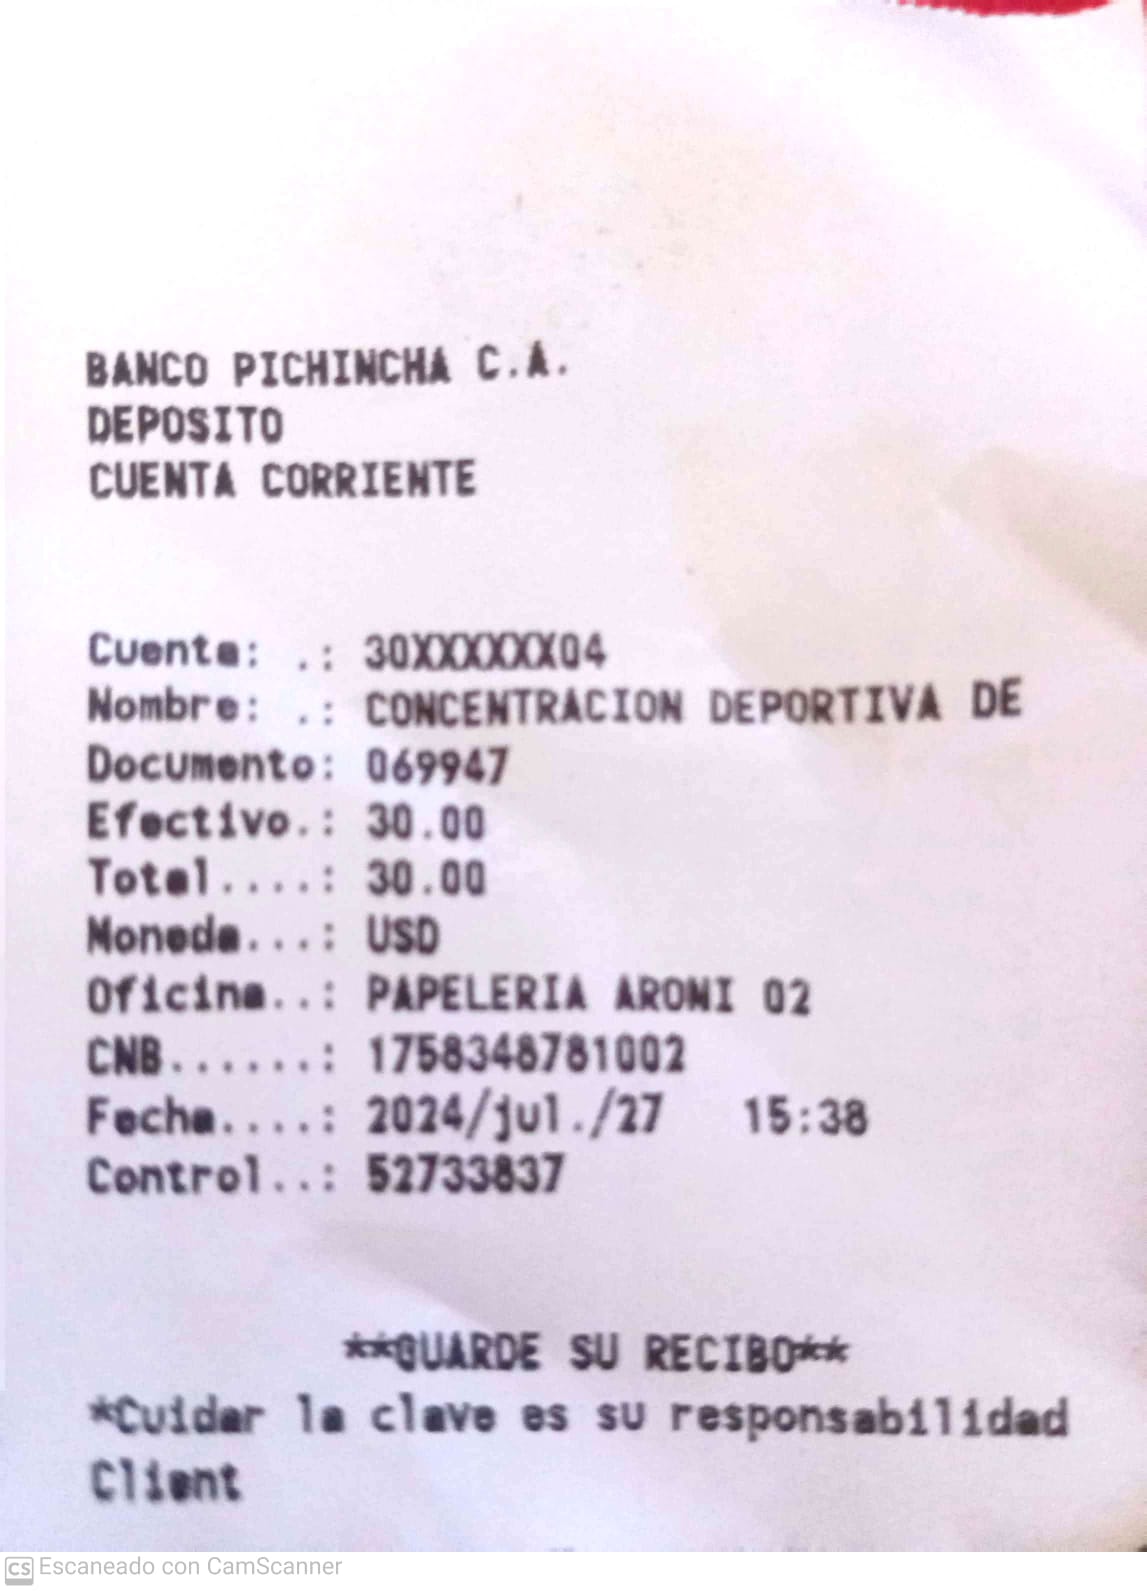 BANCO PICHINCHA C.A.
DEPOSITO
CUENTA CORRIENTE
Cuenta: .: 30XXXXXX04
Nombre: .: CONCENTRACION DEPORTIVA DE
Documento: 069947
Efectivo.: 30.00
Total....: 30.00
Moneda...: USD
Oficina..: PAPELERIA ARONI 02
CNB......: 1758348781002
Fecha....: 2024/jul./27 15:38
Control..: 52733837
**GUARDE SU RECIBO**
*Cuidar la clave es su responsabilidad
Client
CS Escaneado con CamScanner